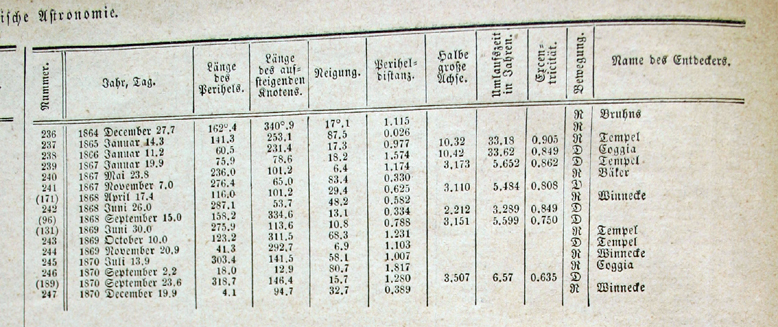 ische Astronomie.
Nummer. Jahr, Tag. Länge des Perihels. Länge des aufsteigenden Knotens. Neigung. Periheldistanz. Halbe große Achse. Umlaufszeit in Jahren. Excentricität. Bewegung. Name des Entdeckers.
236 1864 December 27.7 162°.4 340°.9 17°.1 1.115 R Bruhns
237 1865 Januar 14.3 141.3 253.1 87.5 0.026 R
238 1866 Januar 11.2 60.5 231.4 17.3 0.977 10.32 33.18 0.905 R Tempel
239 1867 Januar 19.9 75.9 78.6 18.2 1.574 10.42 33.62 0.849 D Coggia
240 1867 Mai 23.8 236.0 101.2 6.4 1.174 3.173 5.652 0.862 D Tempel
241 1867 November 7.0 276.4 65.0 83.4 0.330 R Bäker
(171) 1868 April 17.4 116.0 101.2 29.4 0.625 3.110 5.484 0.808 D
242 1868 Juni 26.0 287.1 53.7 48.2 0.582 R Winnecke
(96) 1868 September 15.0 158.2 334.6 13.1 0.334 2.212 3.289 0.849 D
(131) 1869 Juni 30.0 275.9 113.6 10.8 0.788 3.151 5.599 0.750 D
243 1869 October 10.0 123.2 311.5 68.3 1.231 R Tempel
244 1869 November 20.9 41.3 292.7 6.9 1.103 D Tempel
245 1870 Juli 13.9 303.4 141.5 58.1 1.007 R Winnecke
246 1870 September 2.2 18.0 12.9 80.7 1.817 R Coggia
(189) 1870 September 23.6 318.7 146.4 15.7 1.280 3.507 6.57 0.635 D
247 1870 December 19.9 4.1 94.7 32.7 0.389 R Winnecke